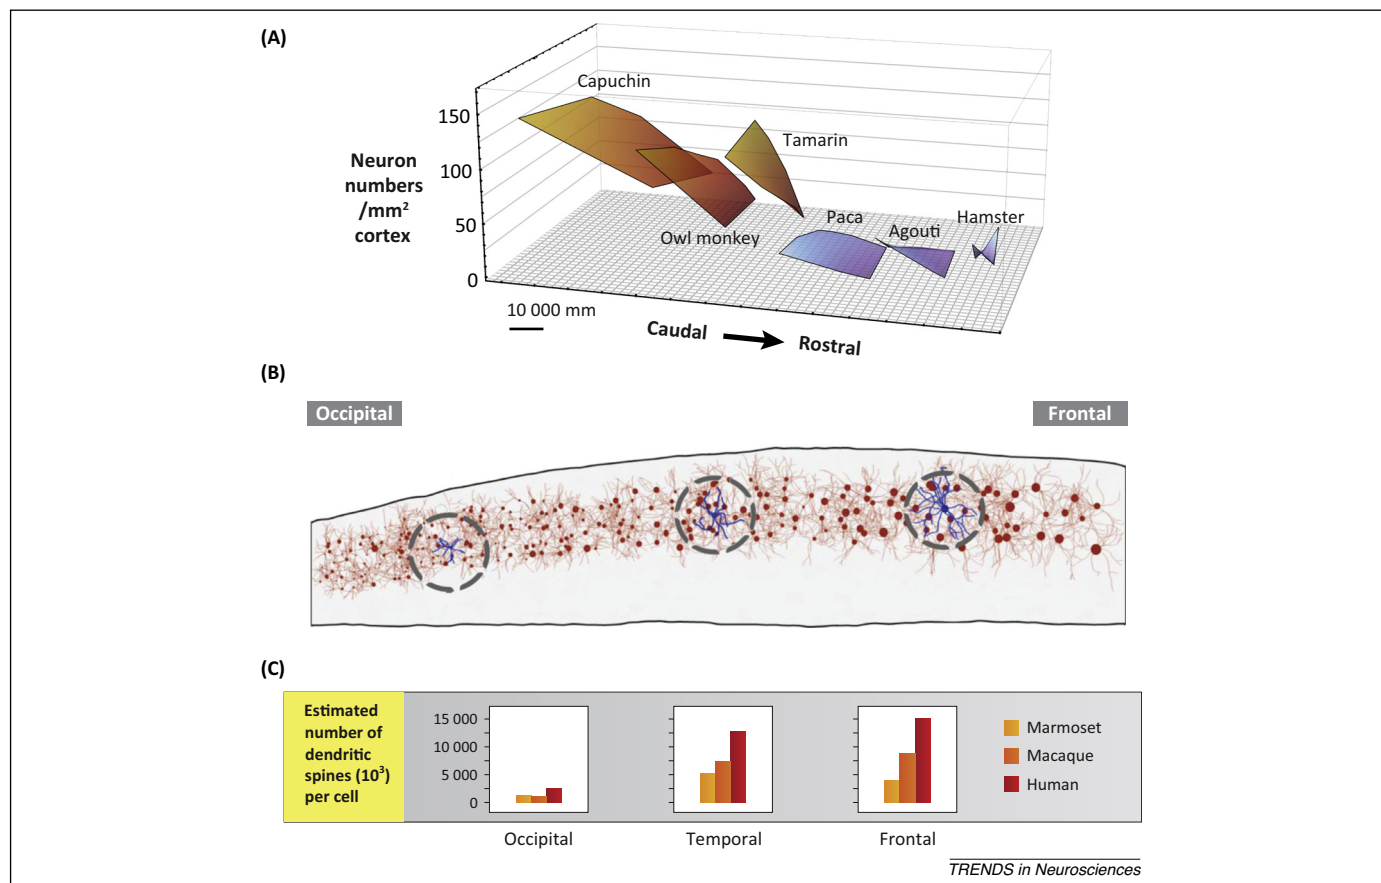 (A)
Capuchin
150
Tamarin
Neuron
numbers
/mm²
cortex
100
50
0
Paca
Hamster
Agouti
Owl monkey
10 000 mm
Caudal
Rostral
(B)
Occipital
Frontal
(C)
Estimated
number of
dendritic
spines (10³)
per cell
15 000
10 000
5 000
0
Marmoset
Macaque
Human
Occipital
Temporal
Frontal
TRENDS in Neurosciences